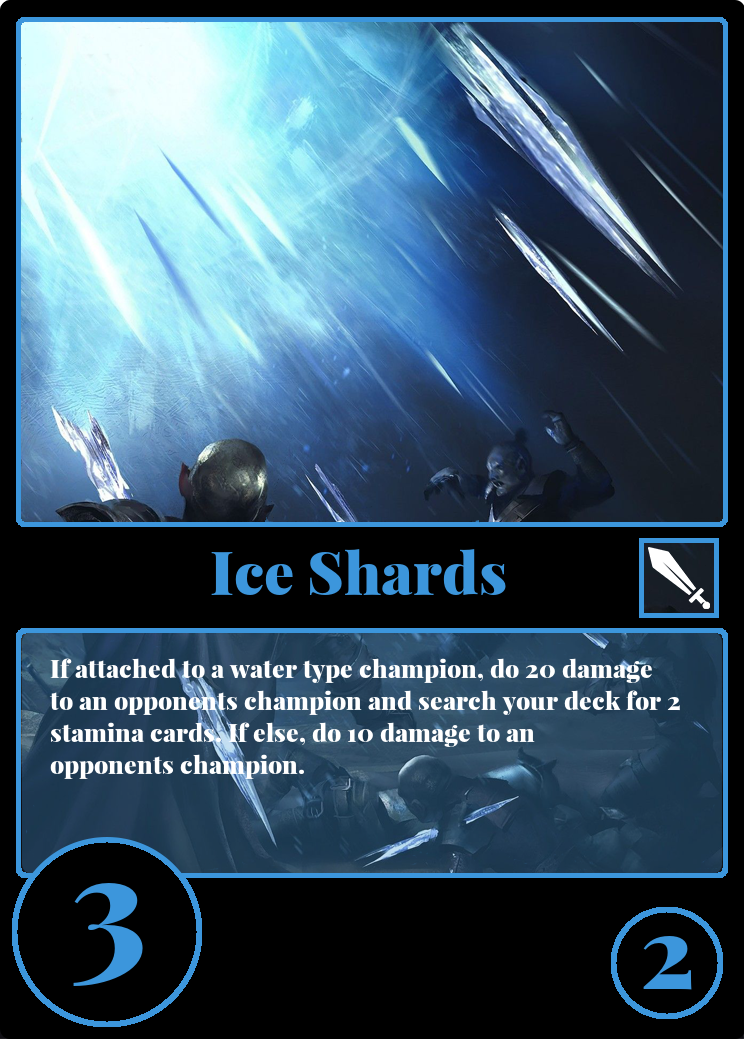 Ice Shards
If attached to a water type champion, do 20 damage
to an opponents champion and search your deck for 2
stamina cards. If else, do 10 damage to an
opponents champion.
3
2